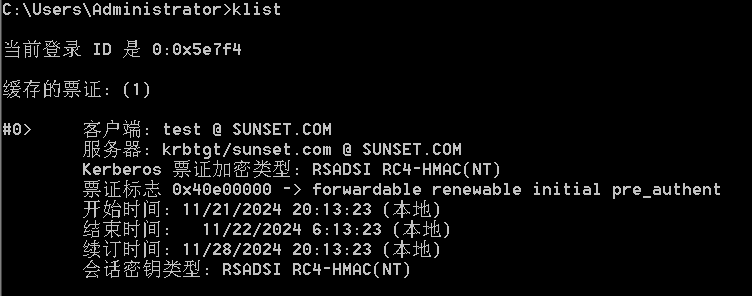 C:\Users\Administrator>klist
当前登录 ID 是 0:0x5e7f4
缓存的票证: (1)
#0> 客户端: test @ SUNSET.COM
服务器: krbtgt/sunset.com @ SUNSET.COM
Kerberos 票证加密类型: RSADSI RC4-HMAC(NT)
票证标志 0x40e00000 -> forwardable renewable initial pre_authent
开始时间: 11/21/2024 20:13:23 (本地)
结束时间: 11/22/2024 6:13:23 (本地)
续订时间: 11/28/2024 20:13:23 (本地)
会话密钥类型: RSADSI RC4-HMAC(NT)